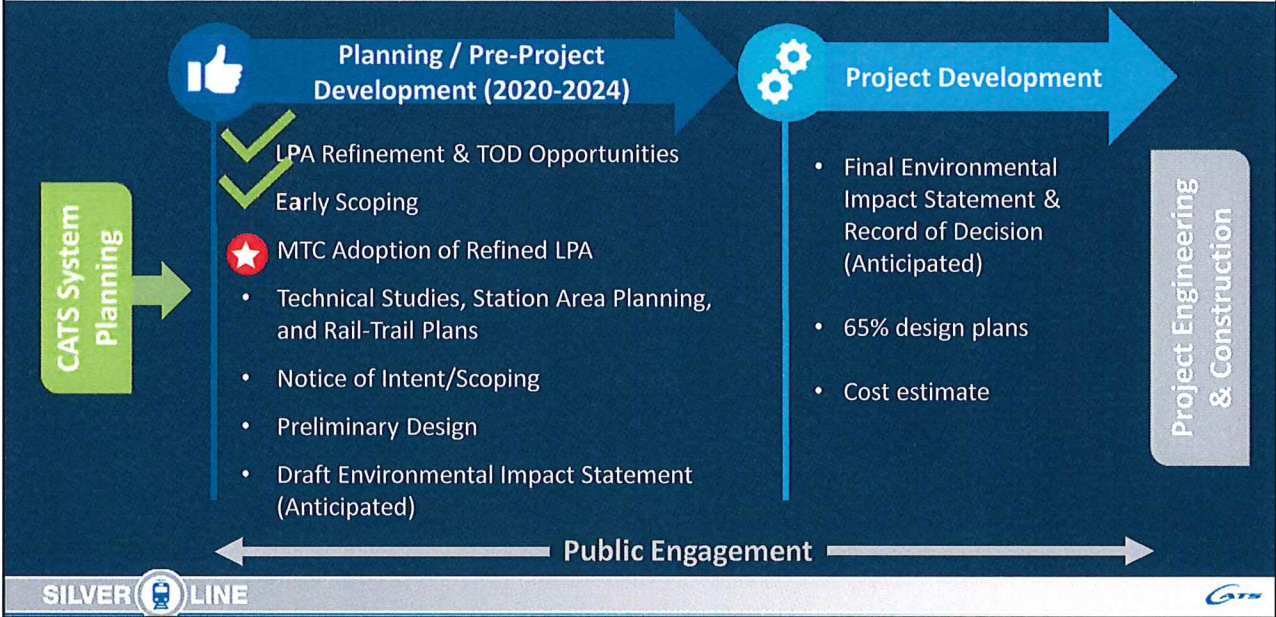 Planning / Pre-Project
Development (2020-2024)
Project Development
CATS System
Planning
LPA Refinement & TOD Opportunities
Early Scoping
MTC Adoption of Refined LPA
• Technical Studies, Station Area Planning,
and Rail-Trail Plans
• Notice of Intent/Scoping
• Preliminary Design
• Draft Environmental Impact Statement
(Anticipated)
• Final Environmental
Impact Statement &
Record of Decision
(Anticipated)
• 65% design plans
• Cost estimate
Project Engineering
& Construction
Public Engagement
SILVER LINE
CATS